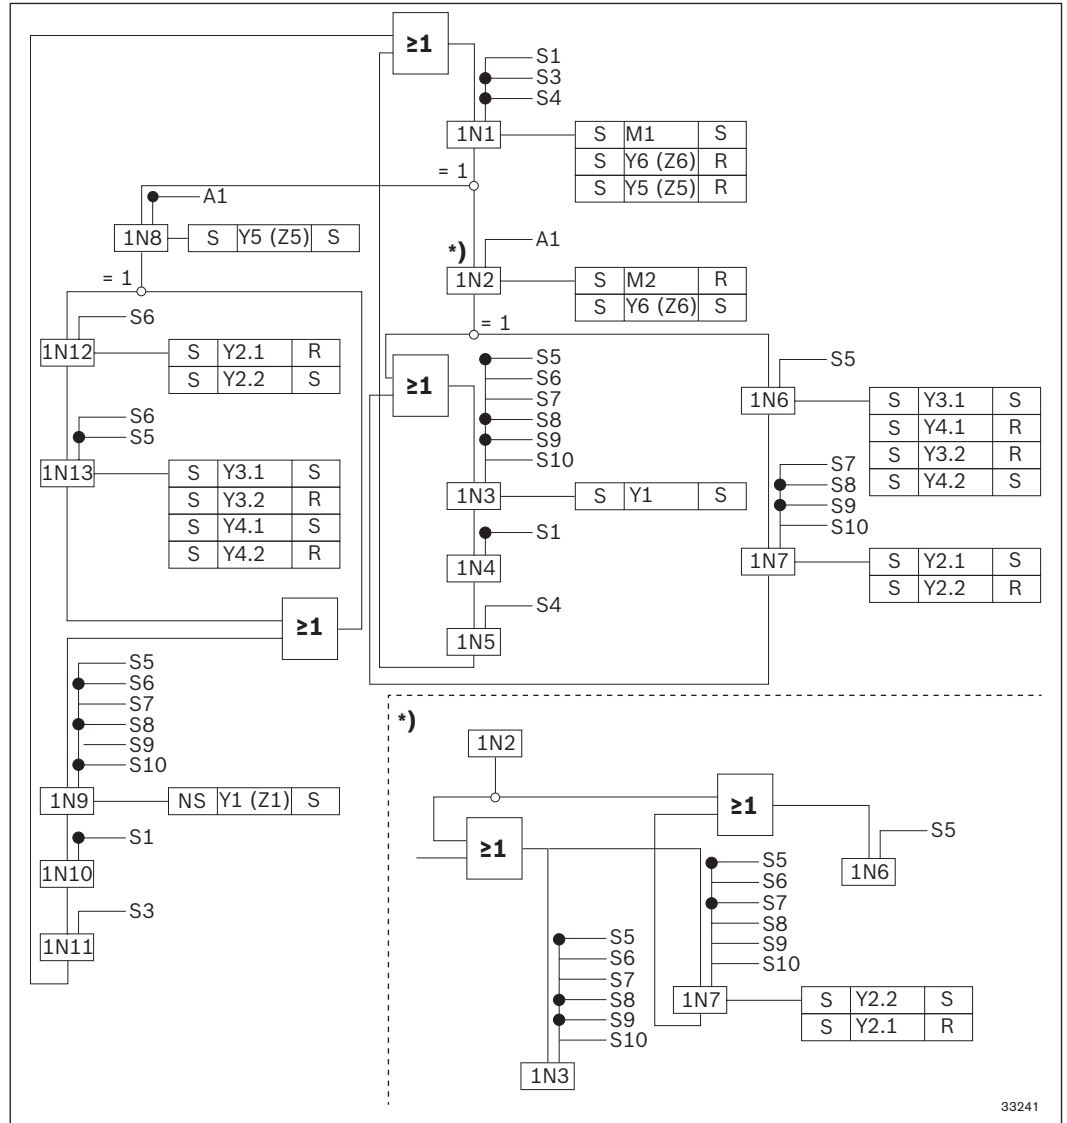 ≥1
S1
S3
S4
1N1
S M1 S
S Y6 (Z6) R
S Y5 (Z5) R
= 1
A1
1N8
S Y5 (Z5) S
= 1
*)
A1
1N2
S M2 R
S Y6 (Z6) S
= 1
S6
1N12
S Y2.1 R
S Y2.2 S
S6
S5
1N13
S Y3.1 S
S Y3.2 R
S Y4.1 S
S Y4.2 R
≥1
≥1
S5
S6
S7
S8
S9
S10
1N3
S Y1 S
S1
1N4
S4
1N5
S5
1N6
S Y3.1 S
S Y4.1 R
S Y3.2 R
S Y4.2 S
S7
S8
S9
S10
1N7
S Y2.1 S
S Y2.2 R
S5
S6
S7
S8
S9
S10
1N9
NS Y1 (Z1) S
S1
1N10
S3
1N11
*)
1N2
≥1
≥1
S5
1N6
S5
S6
S7
S8
S9
S10
1N7
S Y2.2 S
S Y2.1 R
S5
S6
S7
S8
S9
S10
1N3
33241